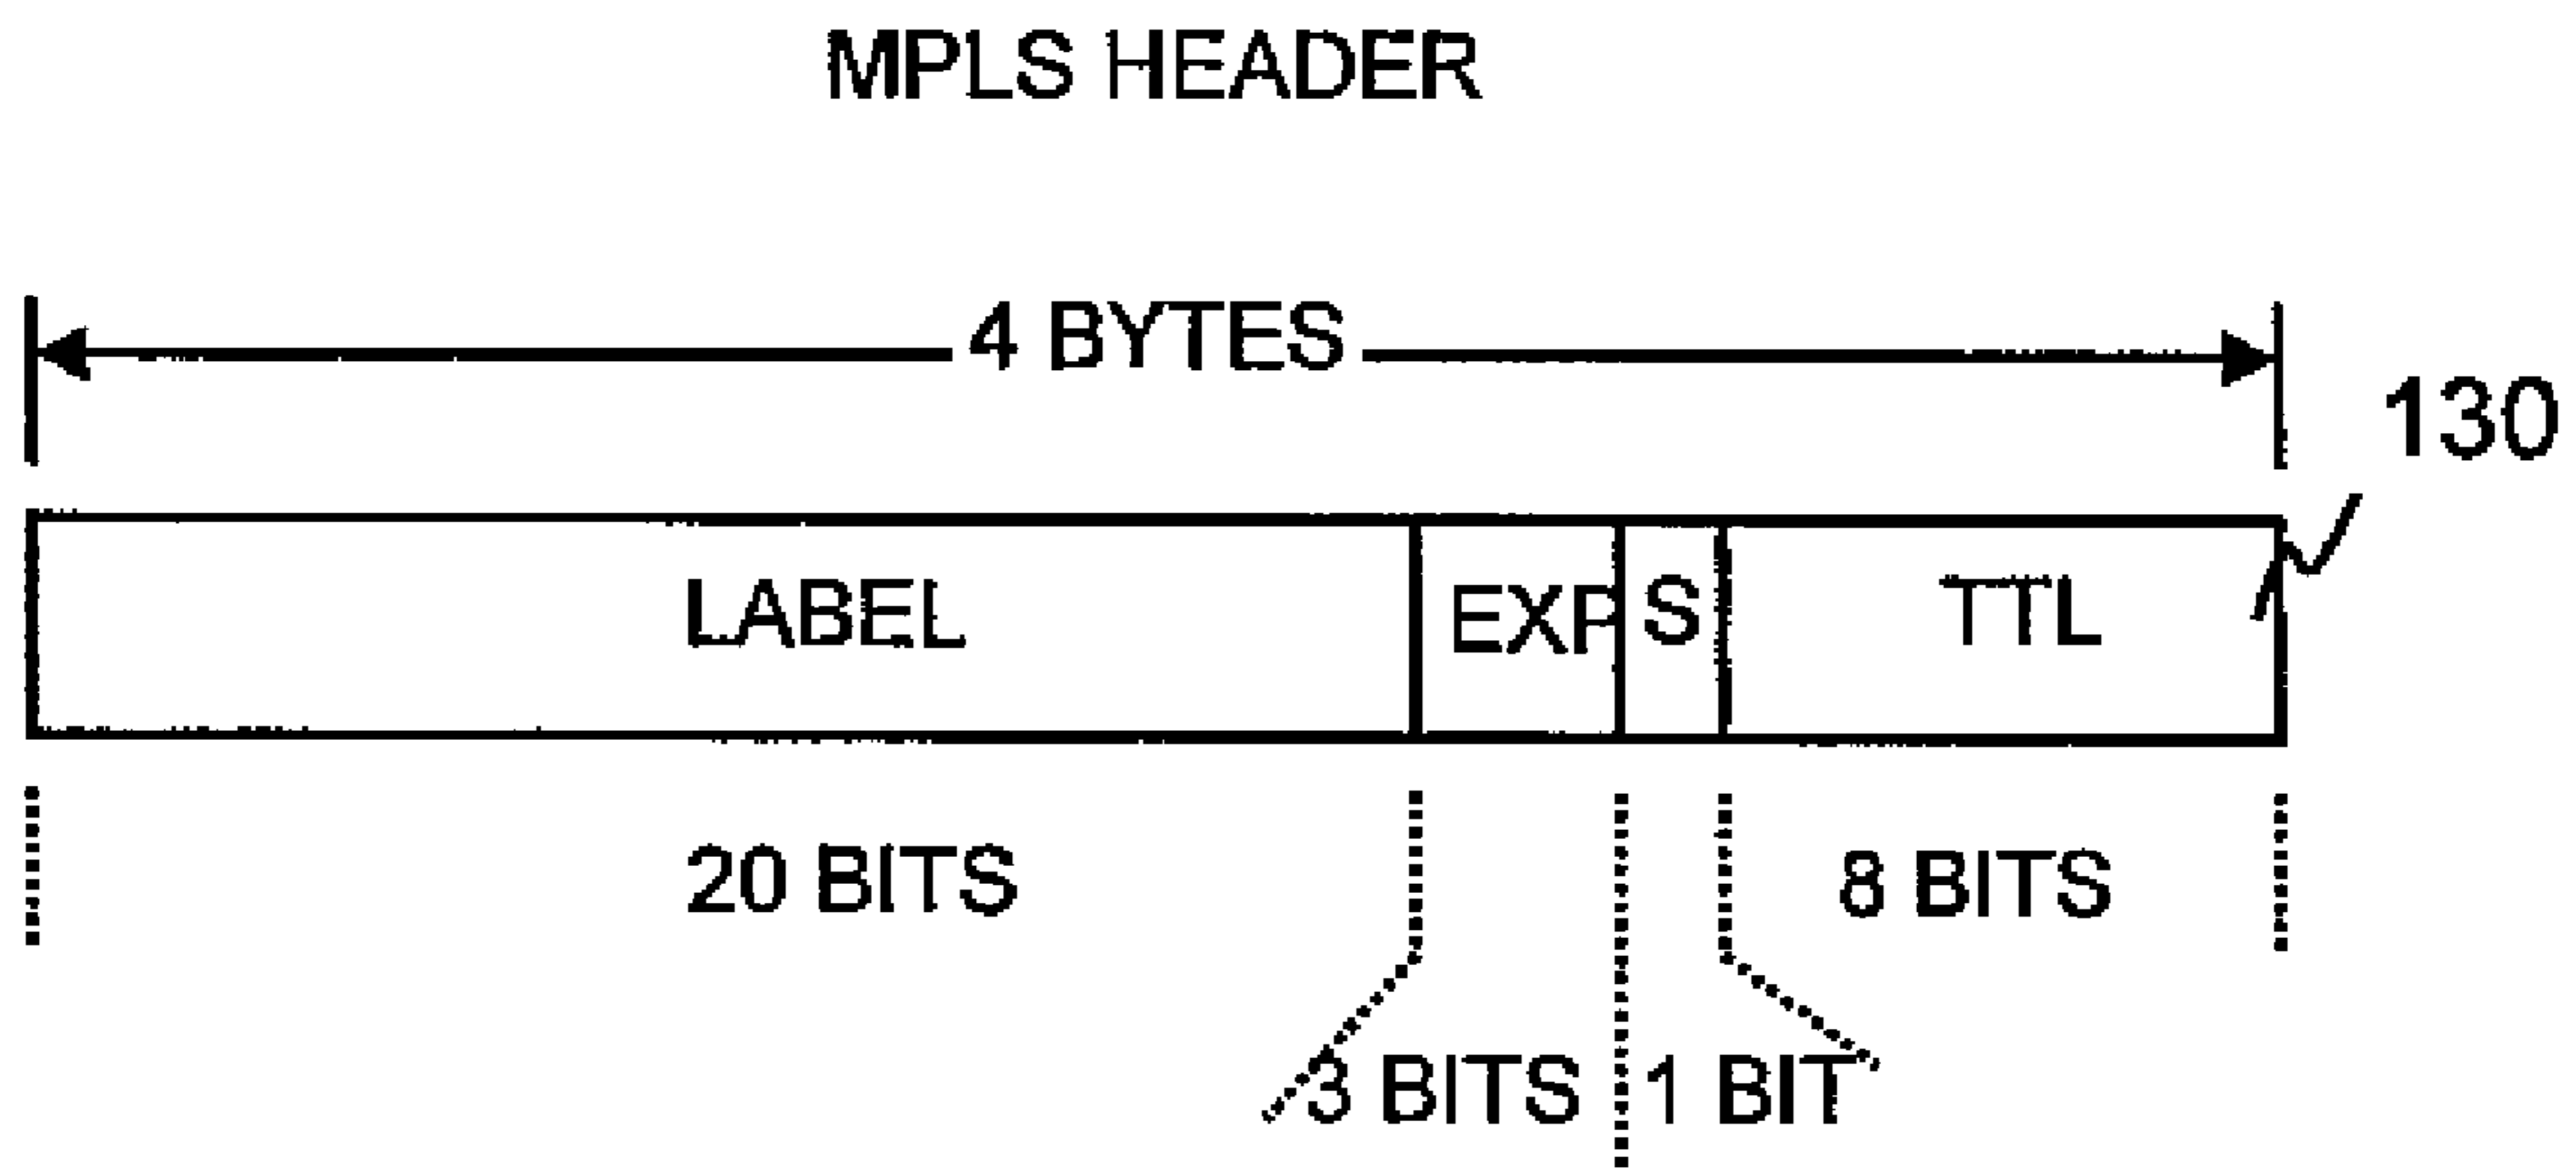 MPLS HEADER
4 BYTES
130
LABEL EXP S TTL
20 BITS 8 BITS
3 BITS 1 BIT